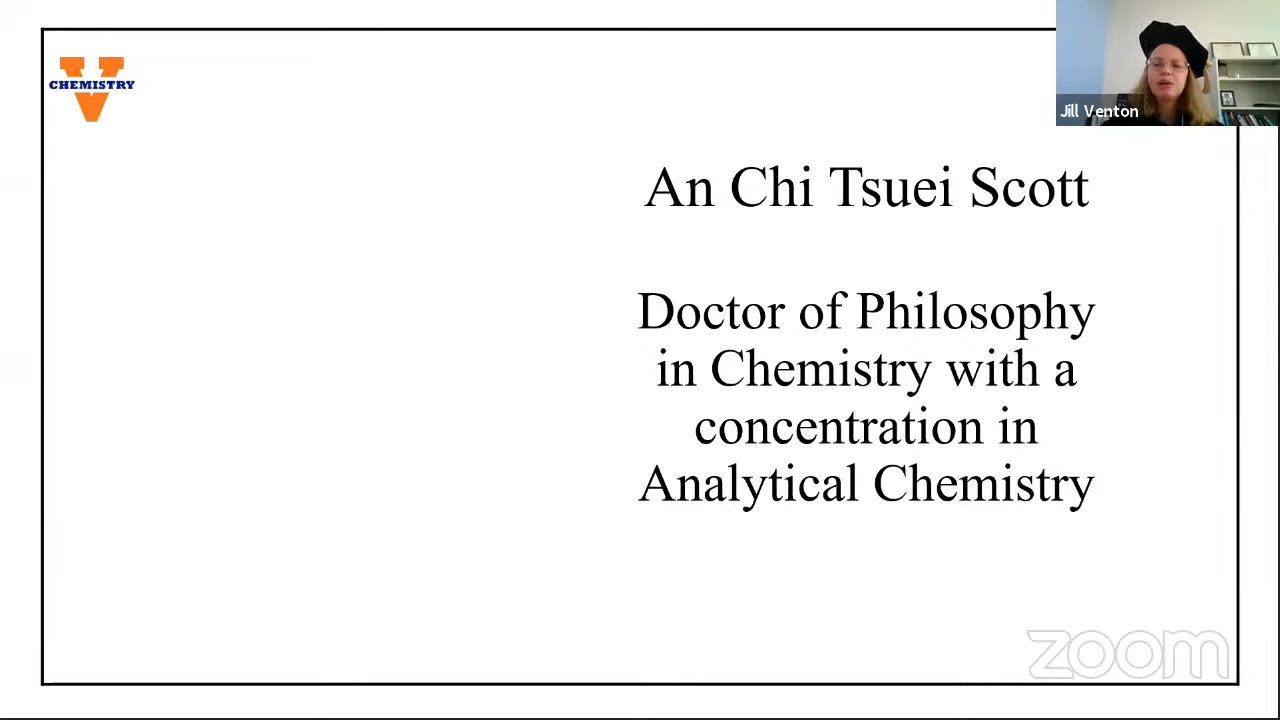 CHEMISTRY
Jill Venton
An Chi Tsuei Scott
Doctor of Philosophy
in Chemistry with a
concentration in
Analytical Chemistry
zoom